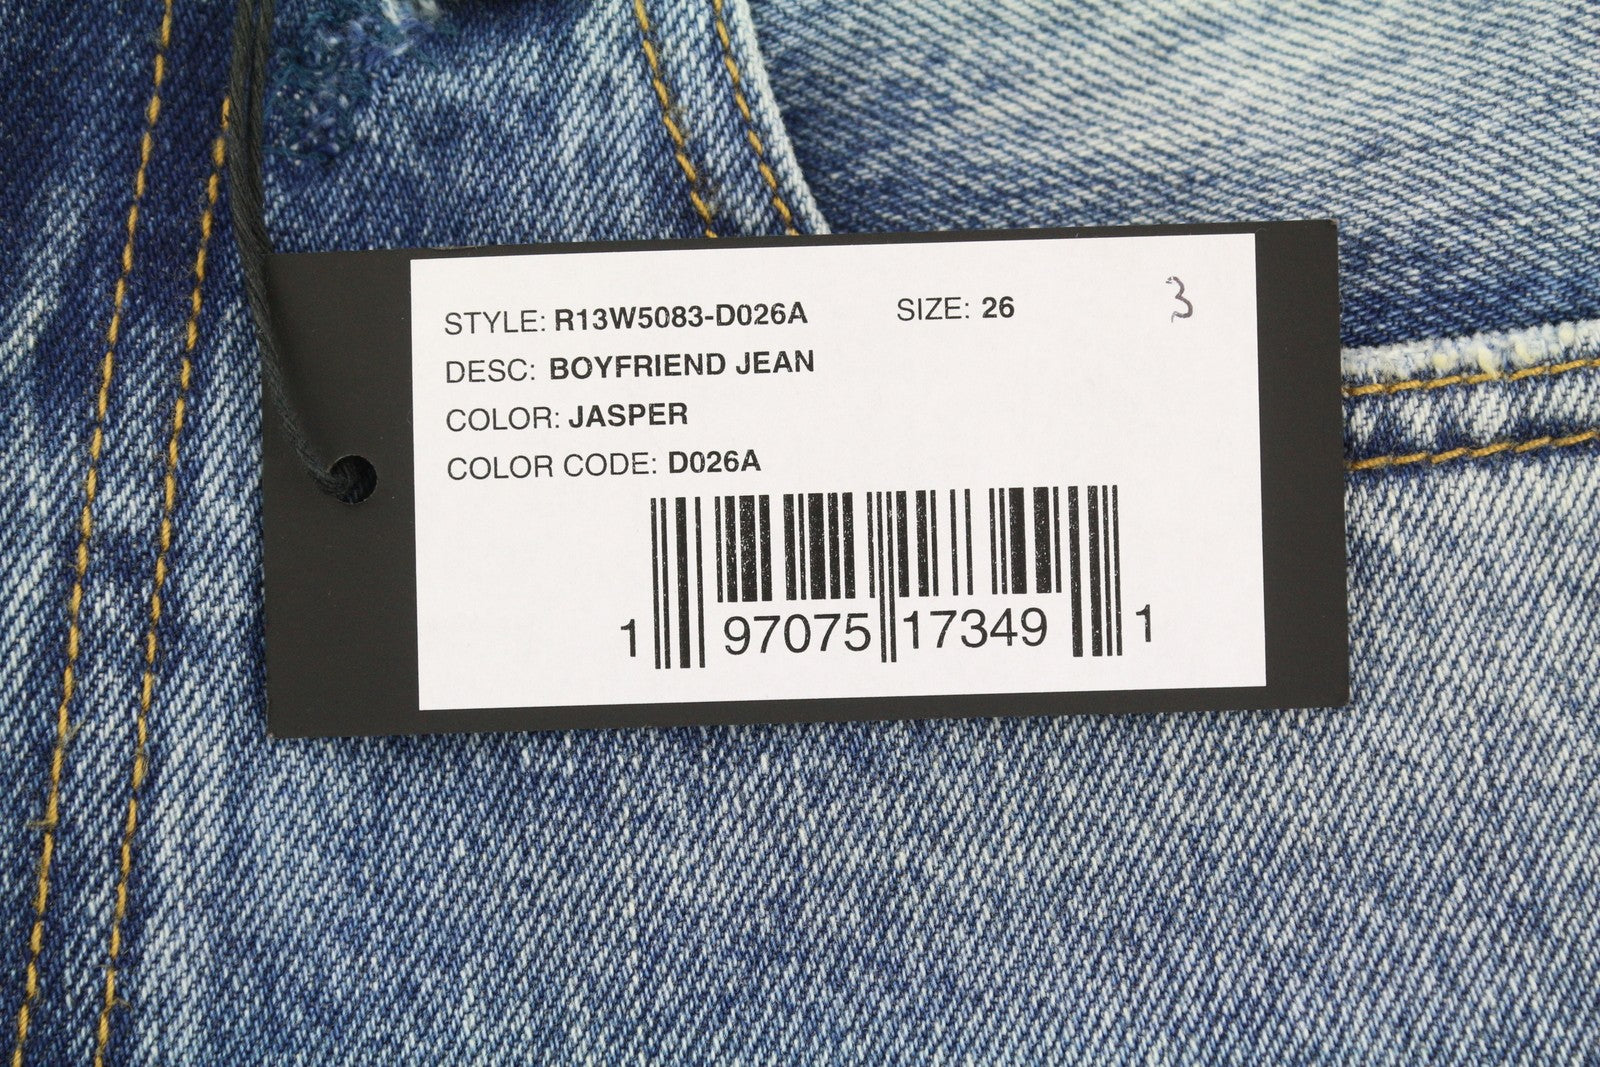 STYLE: R13W5083-D026A SIZE: 26 3
DESC: BOYFRIEND JEAN
COLOR: JASPER
COLOR CODE: D026A
1 97075 17349 1